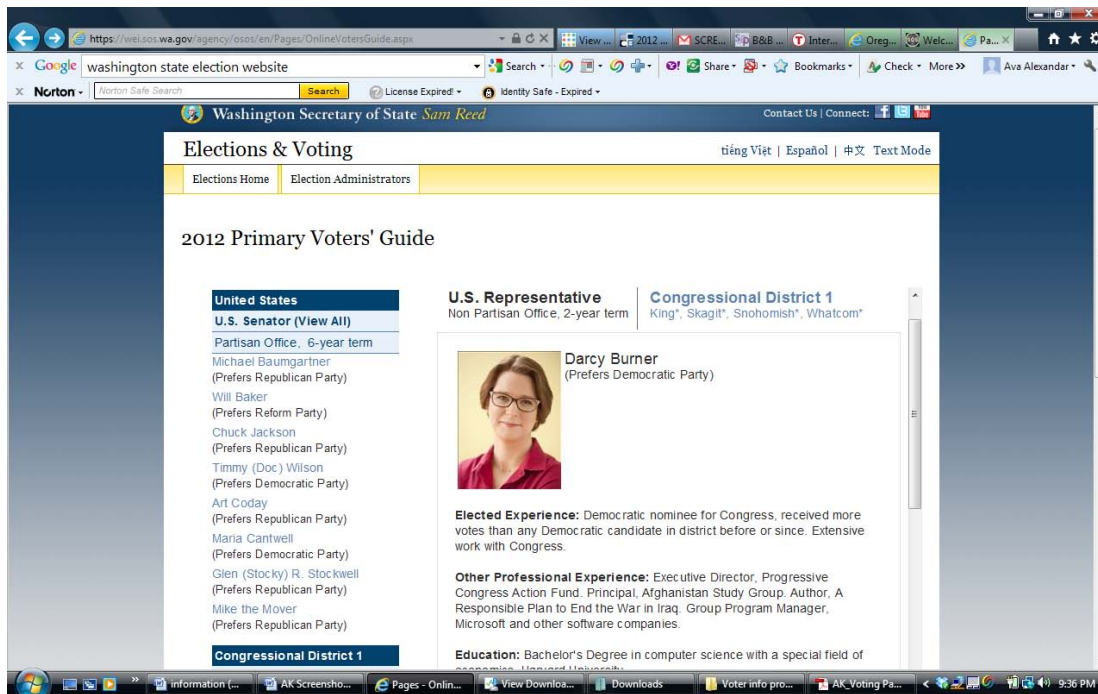 https://wei.sos.wa.gov/agency/osos/en/Pages/OnlineVotersGuide.aspx
View ... 2012 ... SCRE... B&B ... Inter... Oreg... Welc... Pa...
Google washington state election website Search Share Bookmarks Check More >> Ava Alexandar
Norton Norton Safe Search Search License Expired! Identity Safe - Expired
Washington Secretary of State Sam Reed Contact Us | Connect:
Elections & Voting tiếng Việt | Español | 中文 Text Mode
Elections Home Election Administrators
2012 Primary Voters' Guide
United States
U.S. Senator (View All)
Partisan Office, 6-year term
Michael Baumgartner
(Prefers Republican Party)
Will Baker
(Prefers Reform Party)
Chuck Jackson
(Prefers Republican Party)
Timmy (Doc) Wilson
(Prefers Democratic Party)
Art Coday
(Prefers Republican Party)
Maria Cantwell
(Prefers Democratic Party)
Glen (Stocky) R. Stockwell
(Prefers Republican Party)
Mike the Mover
(Prefers Republican Party)
Congressional District 1
U.S. Representative
Non Partisan Office, 2-year term
Congressional District 1
King*, Skagit*, Snohomish*, Whatcom*
Darcy Burner
(Prefers Democratic Party)
Elected Experience: Democratic nominee for Congress, received more
votes than any Democratic candidate in district before or since. Extensive
work with Congress.
Other Professional Experience: Executive Director, Progressive
Congress Action Fund. Principal, Afghanistan Study Group. Author, A
Responsible Plan to End the War in Iraq. Group Program Manager,
Microsoft and other software companies.
Education: Bachelor's Degree in computer science with a special field of
economics, Harvard University
information (... AK Screensho... Pages - Onlin... View Downloa... Downloads Voter info pro... AK_Voting Pa... 9:36 PM